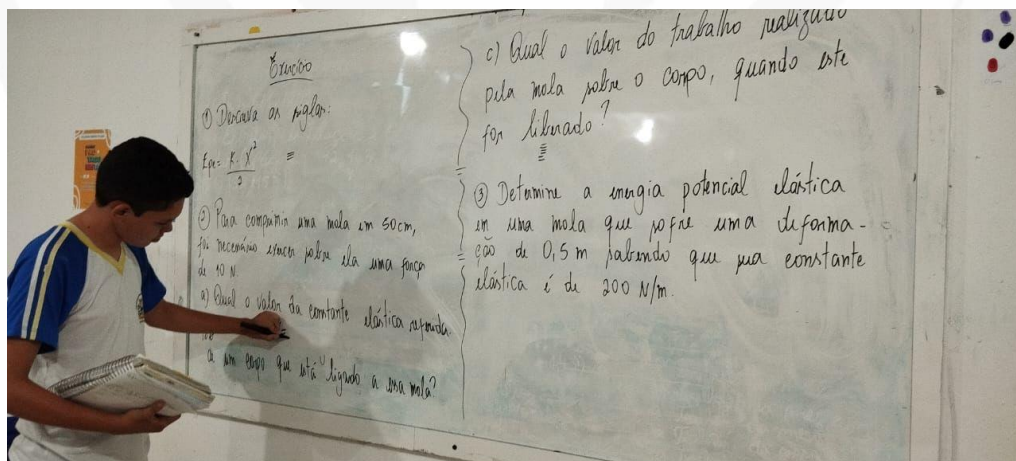 Exercício
① Descreva as siglas:
Epe = K. X²
2
② Para comprimir uma mola em 50cm,
foi necessário exercer sobre ela uma força
de 10 N.
a) Qual o valor da constante elástica referida
de um corpo que está ligado a essa mola?
c) Qual o valor do trabalho realizado
pela mola sobre o corpo, quando este
for liberado?
③ Determine a energia potencial elástica
em uma mola que sofre uma deforma-
ção de 0,5 m sabendo que sua constante
elástica é de 200 N/m.